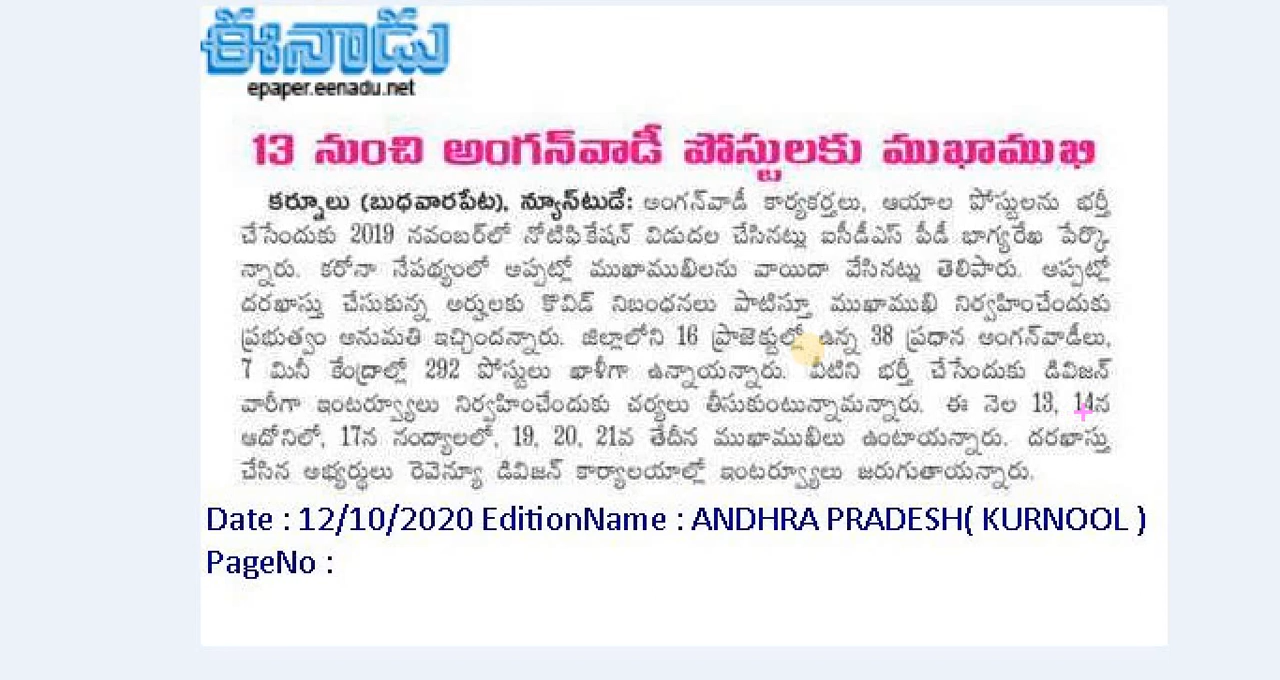 ఈనాడు
epaper.eenadu.net
13 నుంచి అంగన్‌వాడీ పోస్టులకు ముఖాముఖి
కర్నూలు (బుధవారపేట), న్యూస్‌టుడే: అంగన్‌వాడీ కార్యకర్తలు, ఆయాల పోస్టులను భర్తీ
చేసేందుకు 2019 నవంబర్‌లో నోటిఫికేషన్ విడుదల చేసినట్లు ఐసీడీఎస్ పీడీ భాగ్యరేఖ పేర్కొ
న్నారు. కరోనా నేపథ్యంలో అప్పట్లో ముఖాముఖిలను వాయిదా వేసినట్లు తెలిపారు. అప్పట్లో
దరఖాస్తు చేసుకున్న అర్హులకు కొవిడ్ నిబంధనలు పాటిస్తూ ముఖాముఖి నిర్వహించేందుకు
ప్రభుత్వం అనుమతి ఇచ్చిందన్నారు. జిల్లాలోని 16 ప్రాజెక్టుల్లో ఉన్న 38 ప్రధాన అంగన్‌వాడీలు,
7 మినీ కేంద్రాల్లో 292 పోస్టులు ఖాళీగా ఉన్నాయన్నారు. వీటిని భర్తీ చేసేందుకు డివిజన్
వారీగా ఇంటర్వ్యూలు నిర్వహించేందుకు చర్యలు తీసుకుంటున్నామన్నారు. ఈ నెల 13, 14న
ఆదోనిలో, 17న నంద్యాలలో, 19, 20, 21వ తేదీన ముఖాముఖిలు ఉంటాయన్నారు. దరఖాస్తు
చేసిన అభ్యర్థులు రెవెన్యూ డివిజన్ కార్యాలయాల్లో ఇంటర్వ్యూలు జరుగుతాయన్నారు.
Date : 12/10/2020 EditionName : ANDHRA PRADESH( KURNOOL )
PageNo :